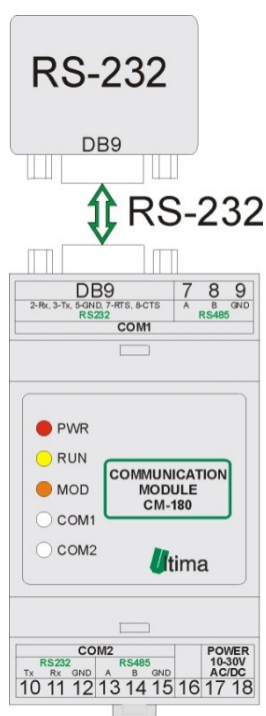 RS-232
DB9
RS-232
DB9 7 8 9
2-Rx, 3-Tx, 5-GND, 7-RTS, 8-CTS A B GND
RS232 RS485
COM1
PWR
RUN
MOD
COM1
COM2
COMMUNICATION
MODULE
CM-180
Ultima
COM2 POWER
RS232 RS485 10-30V
Tx Rx GND A B GND AC/DC
10 11 12 13 14 15 16 17 18